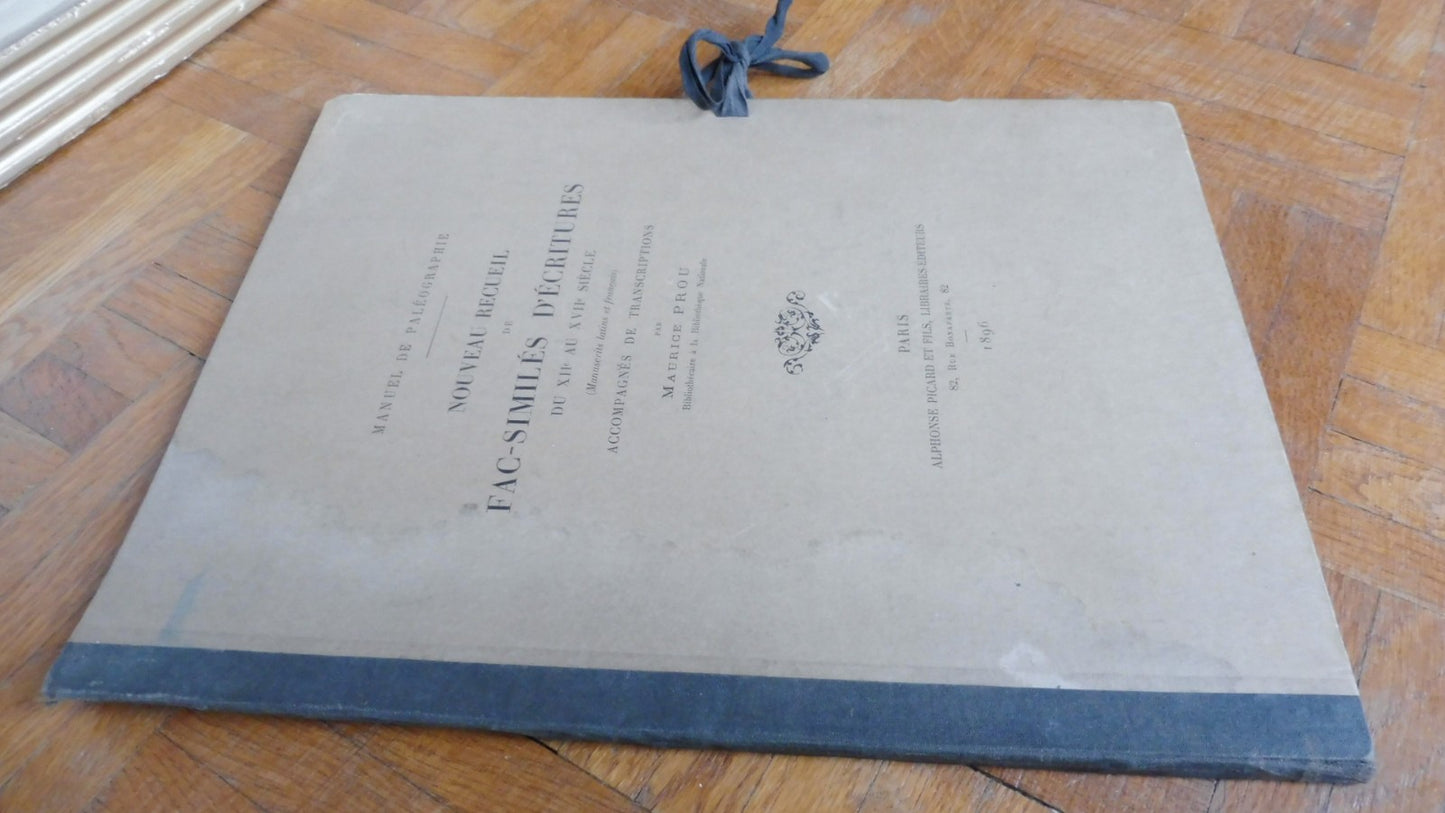 MANUEL DE PALÉOGRAPHIE
NOUVEAU RECUEIL
DE
FAC-SIMILÉS D'ÉCRITURES
DU XIIe AU XVIIe SIÈCLE
(Manuscrits latins et français)
ACCOMPAGNÉS DE TRANSCRIPTIONS
PAR
MAURICE PROU
Bibliothécaire à la Bibliothèque Nationale
PARIS
ALPHONSE PICARD ET FILS, LIBRAIRES-ÉDITEURS
82, RUE BONAPARTE, 82
1896